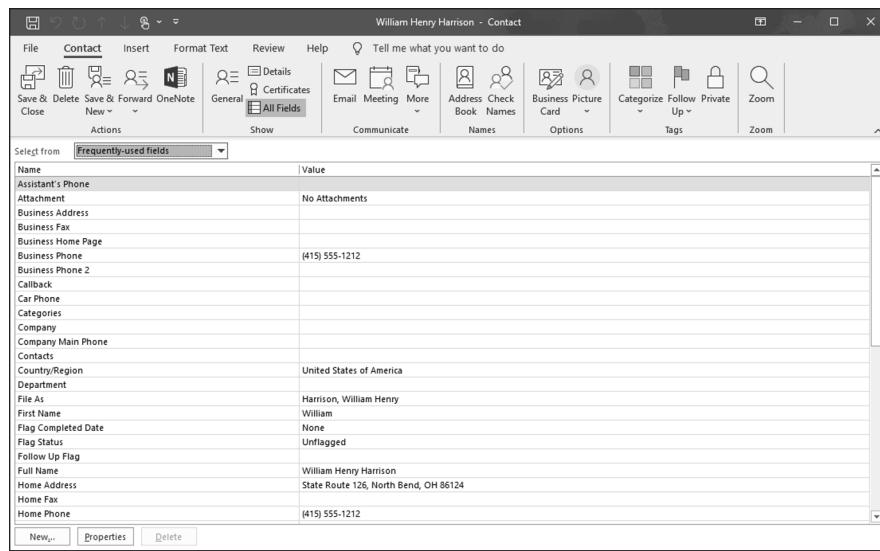 William Henry Harrison - Contact
File Contact Insert Format Text Review Help Tell me what you want to do
Save & Close Delete Save & New Forward OneNote General Details Certificates All Fields Email Meeting More Address Book Check Names Business Card Picture Categorize Follow Up Private Zoom
Actions Show Communicate Names Options Tags Zoom
Select from Frequently-used fields
Name Value
Assistant's Phone
Attachment No Attachments
Business Address
Business Fax
Business Home Page
Business Phone (415) 555-1212
Business Phone 2
Callback
Car Phone
Categories
Company
Company Main Phone
Contacts
Country/Region United States of America
Department
File As Harrison, William Henry
First Name William
Flag Completed Date None
Flag Status Unflagged
Follow Up Flag
Full Name William Henry Harrison
Home Address State Route 126, North Bend, OH 86124
Home Fax
Home Phone (415) 555-1212
New... Properties Delete